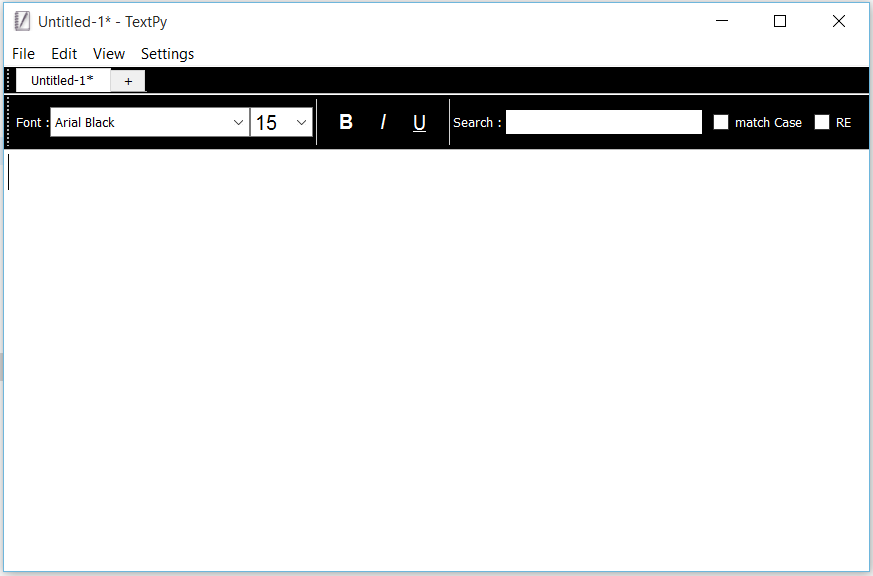 Untitled-1* - TextPy
File Edit View Settings
Untitled-1* +
Font : Arial Black 15 B I U Search : match Case RE